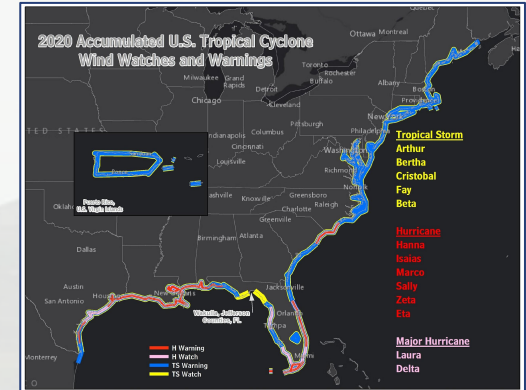 2020 Accumulated U.S. Tropical Cyclone
Wind Watches and Warnings
Quebec
Ottawa Montreal
Toronto
Rochester
Buffalo
Milwaukee Grand
Rapids
Detroit
Albany
Boston
Providence
Chicago
Cleveland
New York
Pittsburgh
Philadelphia
UNITED STATES
Indianapolis
Columbus
Cincinnati
Washington
Louisville
Richmond
Norfolk
Puerto Rico,
U.S. Virgin Islands
Nashville
Knoxville
Greensboro
Raleigh
Charlotte
Greenville
Oklah
Birmingham Atlanta
Dallas
Austin
San Antonio
Houston
New Orleans
Jacksonville
Wakulla, Jefferson
Counties, FL
Orlando
Tampa
Miami
Monterrey
H Warning
H Watch
TS Warning
TS Watch
Tropical Storm
Arthur
Bertha
Cristobal
Fay
Beta
Hurricane
Hanna
Isaias
Marco
Sally
Zeta
Eta
Major Hurricane
Laura
Delta